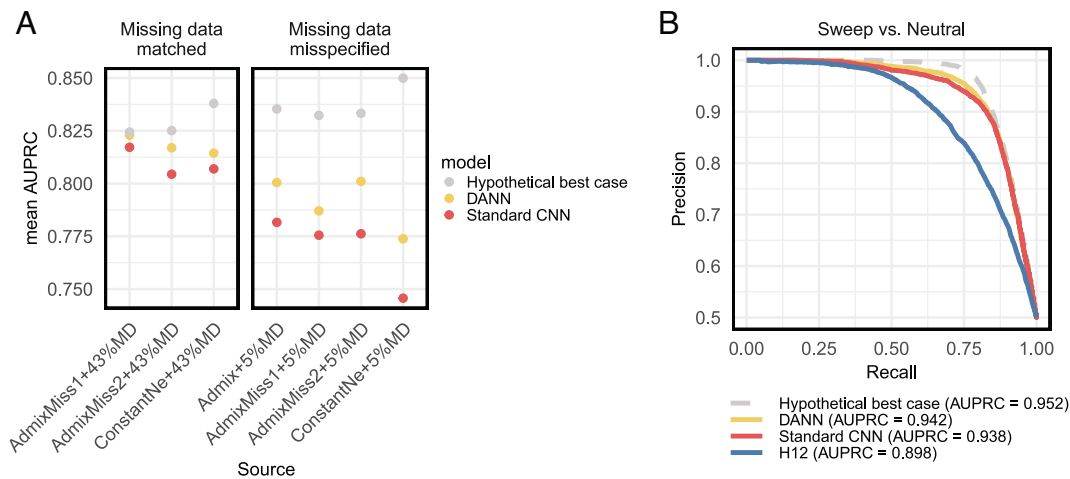 A
Missing data
matched
Missing data
misspecified
mean AUPRC
0.850
0.825
0.800
0.775
0.750
AdmixMiss1+43%MD
AdmixMiss2+43%MD
ConstantNe+43%MD
Admix+5%MD
AdmixMiss1+5%MD
AdmixMiss2+5%MD
ConstantNe+5%MD
Source
model
Hypothetical best case
DANN
Standard CNN
B
Sweep vs. Neutral
Precision
1.0
0.9
0.8
0.7
0.6
0.5
0.00 0.25 0.50 0.75 1.00
Recall
Hypothetical best case (AUPRC = 0.952)
DANN (AUPRC = 0.942)
Standard CNN (AUPRC = 0.938)
H12 (AUPRC = 0.898)